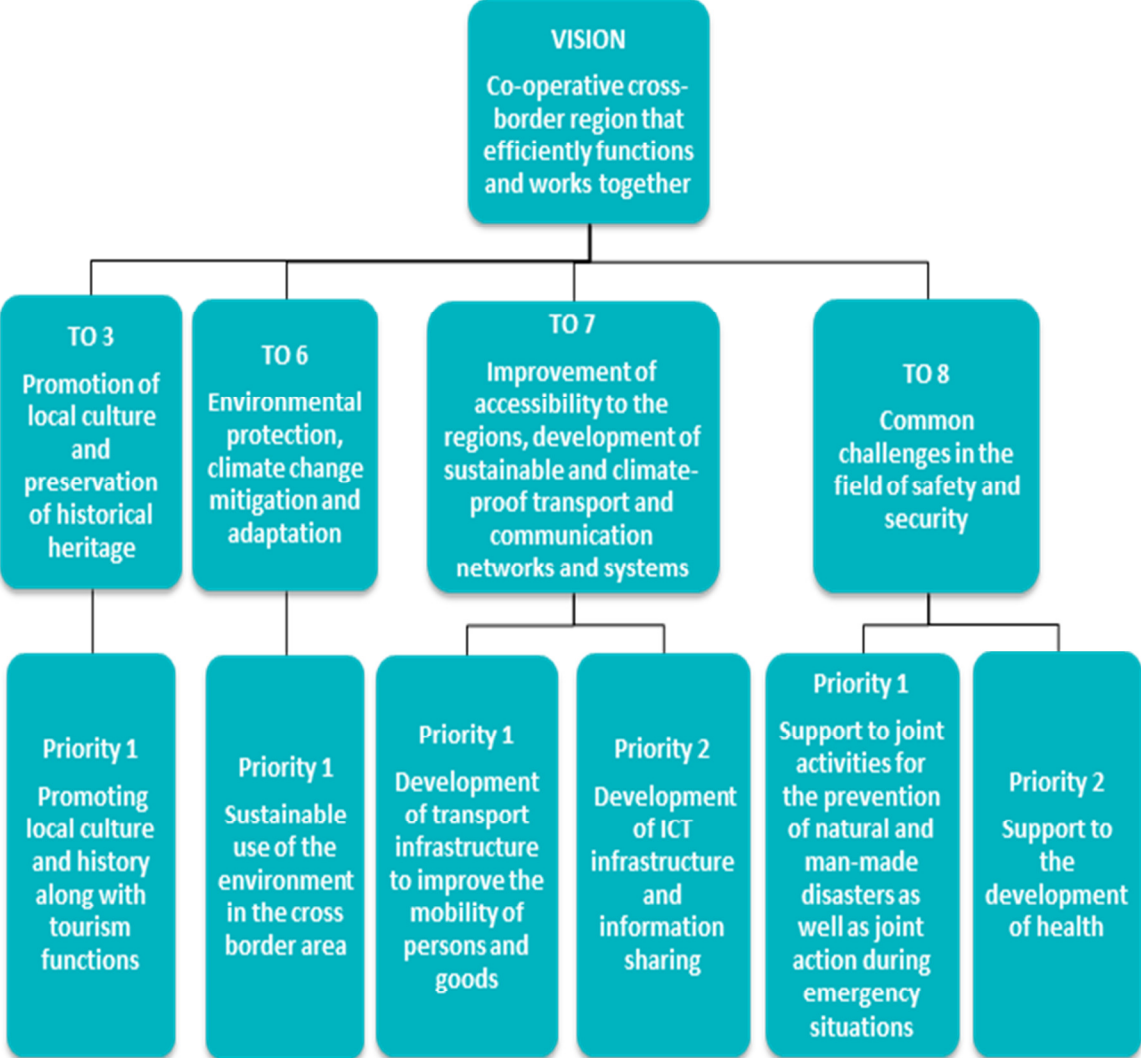 VISION
Co-operative cross-
border region that
efficiently functions
and works together
TO 3
Promotion of
local culture
and
preservation
of historical
heritage
TO 6
Environmental
protection,
climate change
mitigation and
adaptation
TO 7
Improvement of
accessibility to the
regions, development of
sustainable and climate-
proof transport and
communication
networks and systems
TO 8
Common
challenges in the
field of safety and
security
Priority 1
Promoting
local culture
and history
along with
tourism
functions
Priority 1
Sustainable
use of the
environment
in the cross
border area
Priority 1
Development
of transport
infrastructure
to improve the
mobility of
persons and
goods
Priority 2
Development
of ICT
infrastructure
and
information
sharing
Priority 1
Support to joint
activities for
the prevention
of natural and
man-made
disasters as
well as joint
action during
emergency
situations
Priority 2
Support to
the
development
of health